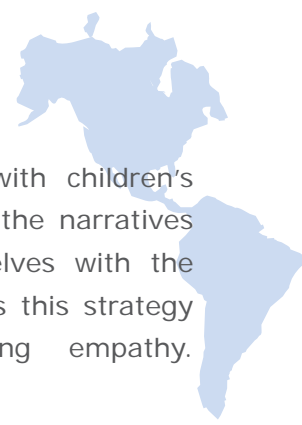 with children's
the narratives
elves with the
s this strategy
ng empathy.